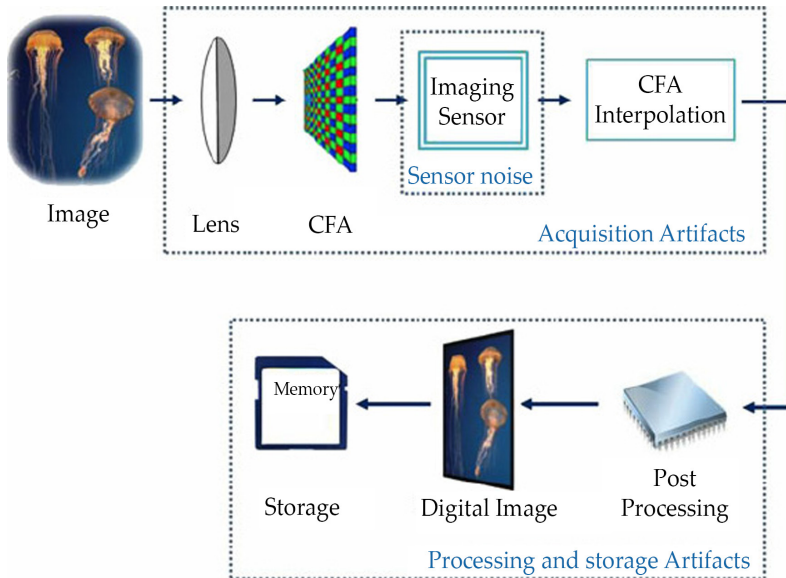 Image
Lens
CFA
Imaging
Sensor
Sensor noise
CFA
Interpolation
Acquisition Artifacts
Post
Processing
Digital Image
Memory
Storage
Processing and storage Artifacts